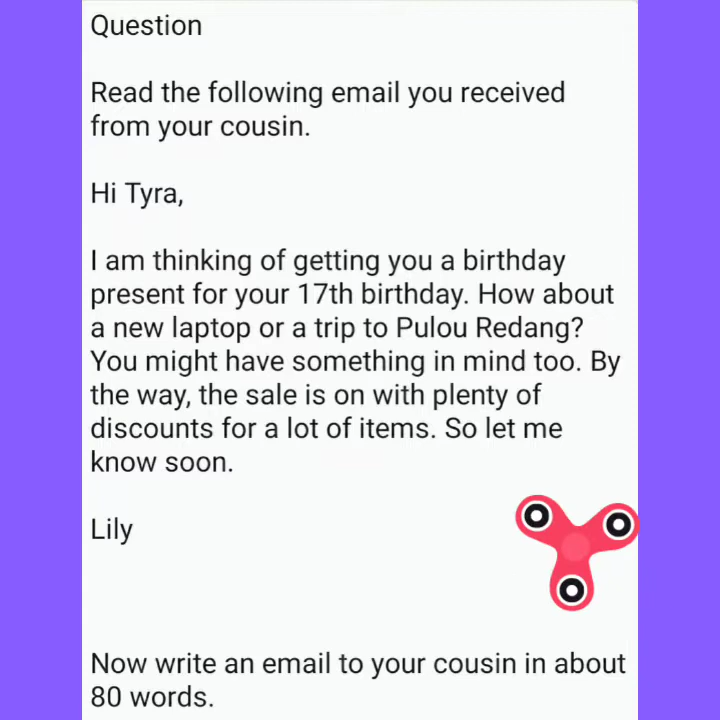 Question
Read the following email you received
from your cousin.
Hi Tyra,
I am thinking of getting you a birthday
present for your 17th birthday. How about
a new laptop or a trip to Pulou Redang?
You might have something in mind too. By
the way, the sale is on with plenty of
discounts for a lot of items. So let me
know soon.
Lily
Now write an email to your cousin in about
80 words.